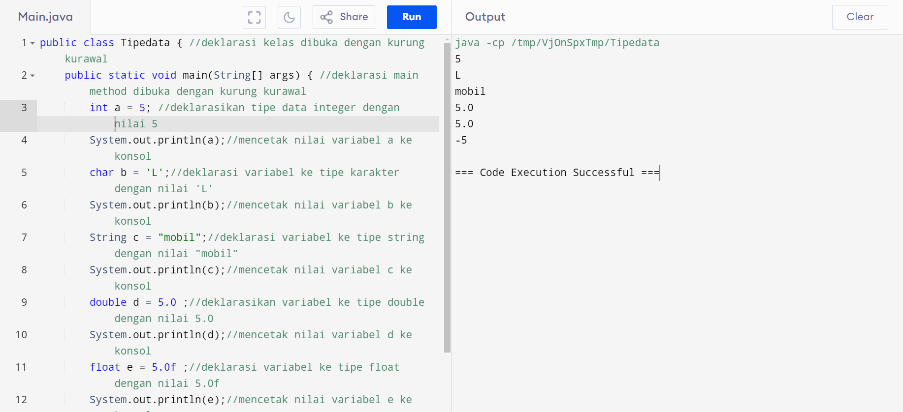 Main.java
Share
Run
Output
Clear
1 public class Tipedata { //deklarasi kelas dibuka dengan kurung
kurawal
2 public static void main(String[] args) { //deklarasi main
method dibuka dengan kurung kurawal
3 int a = 5; //deklarasikan tipe data integer dengan
nilai 5
4 System.out.println(a);//mencetak nilai variabel a ke
konsol
5 char b = 'L';//deklarasi variabel ke tipe karakter
dengan nilai 'L'
6 System.out.println(b);//mencetak nilai variabel b ke
konsol
7 String c = "mobil";//deklarasi variabel ke tipe string
dengan nilai "mobil"
8 System.out.println(c);//mencetak nilai variabel c ke
konsol
9 double d = 5.0 ;//deklarasikan variabel ke tipe double
dengan nilai 5.0
10 System.out.println(d);//mencetak nilai variabel d ke
konsol
11 float e = 5.0f ;//deklarasi variabel ke tipe float
dengan nilai 5.0f
12 System.out.println(e);//mencetak nilai variabel e ke
java -cp /tmp/VjOnSpxTmp/Tipedata
5
L
mobil
5.0
5.0
-5
=== Code Execution Successful ===